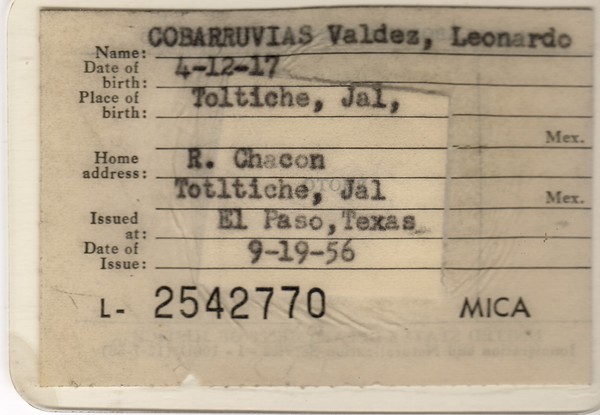 Name: COBARRUVIAS Valdez, Leonardo
Date of birth: 4-12-17
Place of birth: Toltiche, Jal,
Mex.
Home address: R. Chacon
Totltiche, Jal
Mex.
Issued at: El Paso, Texas
Date of Issue: 9-19-56
L- 2542770 MICA